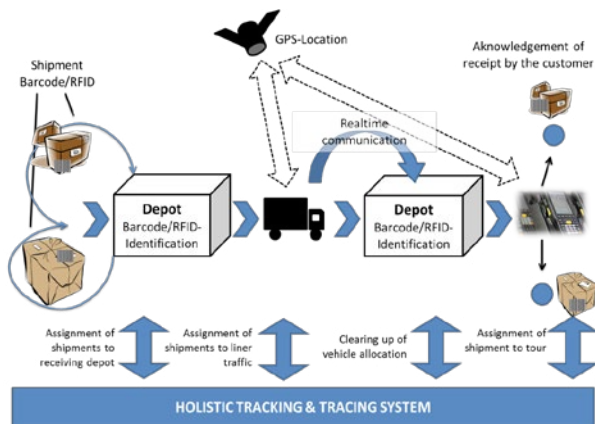 GPS-Location
Aknowledgement of
receipt by the customer
Shipment
Barcode/RFID
Realtime
communication
Depot
Barcode/RFID-
Identification
Depot
Barcode/RFID-
Identification
Assignment of
shipments to
receiving depot
Assignment of
shipments to liner
traffic
Clearing up of
vehicle allocation
Assignment of
shipment to tour
HOLISTIC TRACKING & TRACING SYSTEM